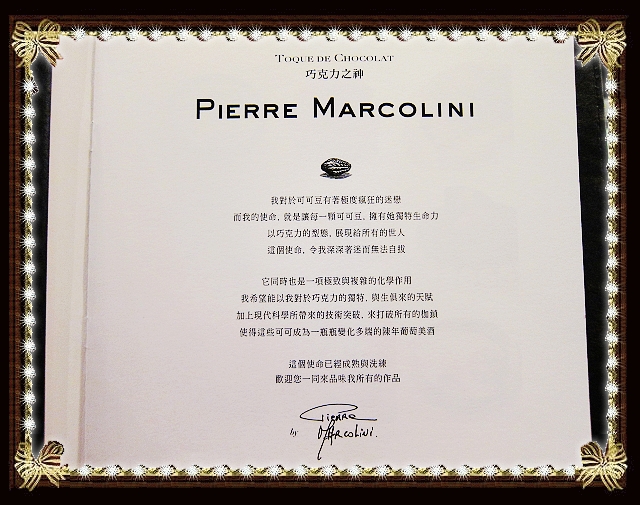 TOQUE DE CHOCOLAT
巧克力之神
PIERRE MARCOLINI
我對於可可豆有著極度瘋狂的迷戀
而我的使命，就是讓每一顆可可豆，擁有她獨特生命力
以巧克力的型態，展現給所有的世人
這個使命，令我深深著迷而無法自拔
它同時也是一項極致與複雜的化學作用
我希望能以我對於巧克力的獨特，與生俱來的天賦
加上現代科學所帶來的技術突破，來打破所有的枷鎖
使得這些可可成為一瓶瓶變化多端的陳年葡萄美酒
這個使命已經成熟與洗練
歡迎您一同來品味我所有的作品
by PIERRE
MARCOLINI.